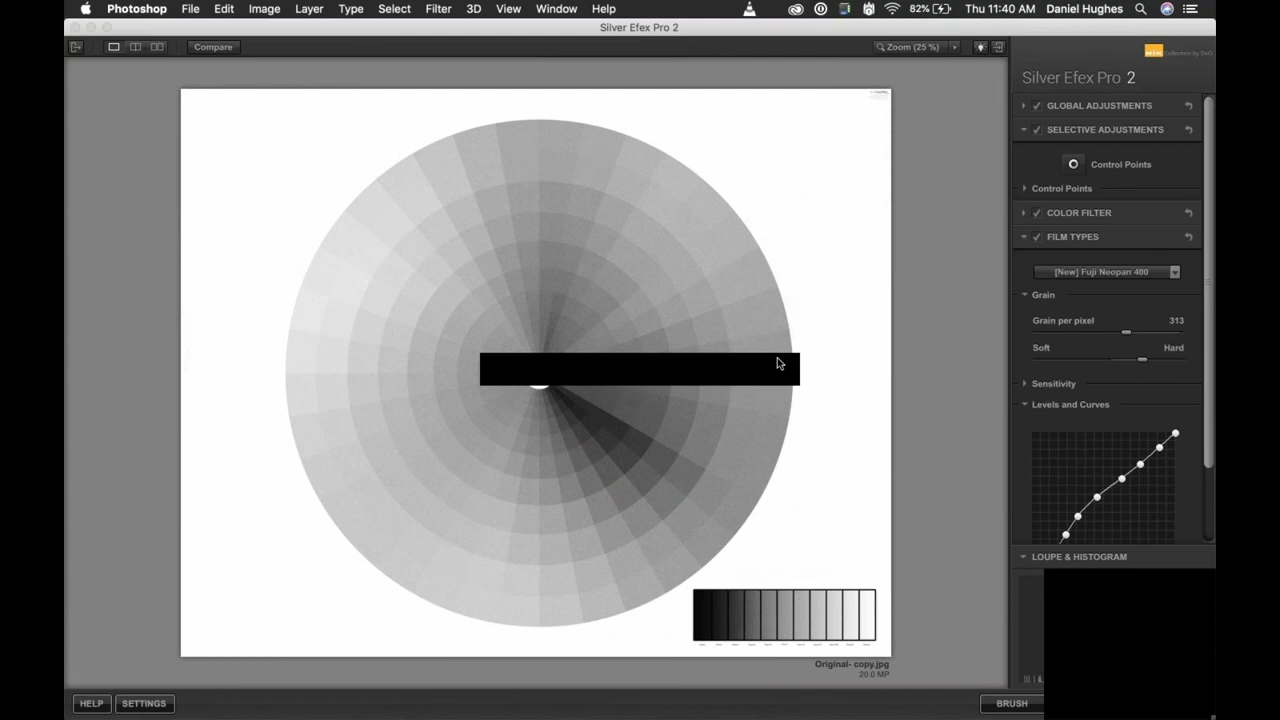 Photoshop File Edit Image Layer Type Select Filter 3D View Window Help 82% Thu 11:40 AM Daniel Hughes
Silver Efex Pro 2
Compare
Zoom (25 %)
Silver Efex Pro 2
GLOBAL ADJUSTMENTS
SELECTIVE ADJUSTMENTS
Control Points
Control Points
COLOR FILTER
FILM TYPES
[New] Fuji Neopan 400
Grain
Grain per pixel 313
Soft Hard
Sensitivity
Levels and Curves
LOUPE & HISTOGRAM
Original- copy.jpg
20.0 MP
HELP SETTINGS BRUSH